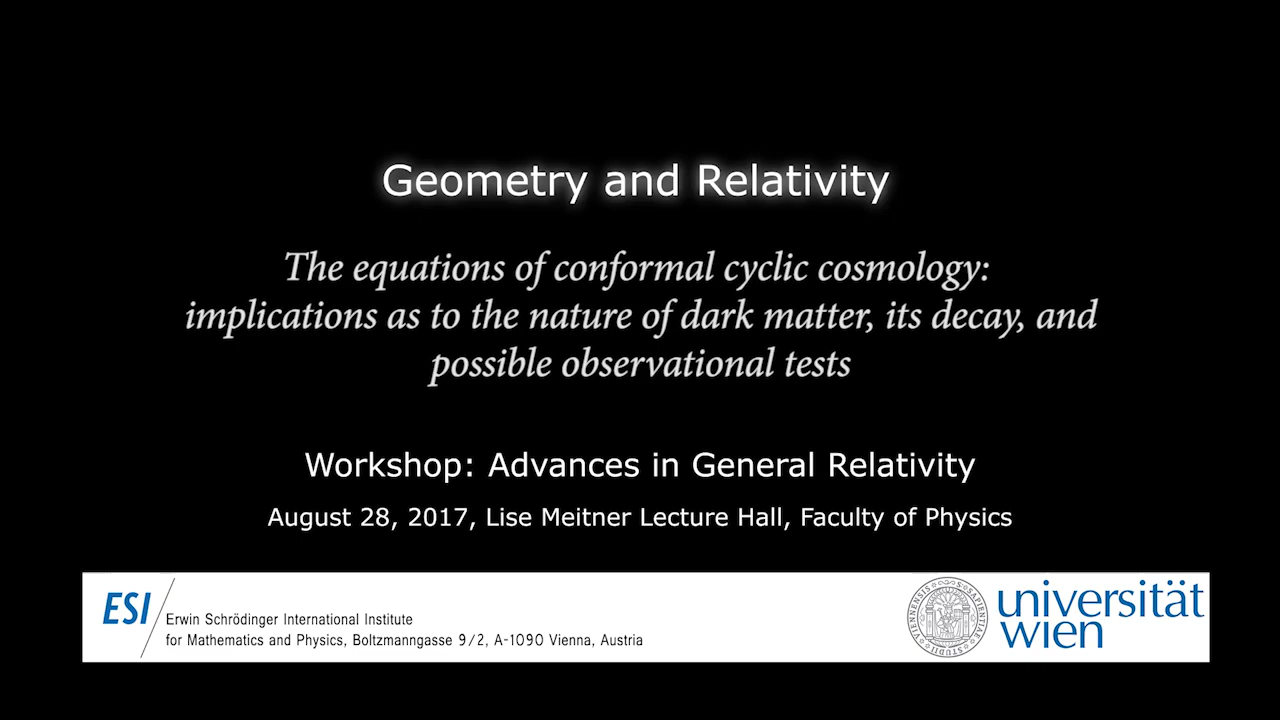 Geometry and Relativity
The equations of conformal cyclic cosmology:
implications as to the nature of dark matter, its decay, and
possible observational tests
Workshop: Advances in General Relativity
August 28, 2017, Lise Meitner Lecture Hall, Faculty of Physics
ESI
Erwin Schrödinger International Institute
for Mathematics and Physics, Boltzmanngasse 9/2, A-1090 Vienna, Austria
universität
wien